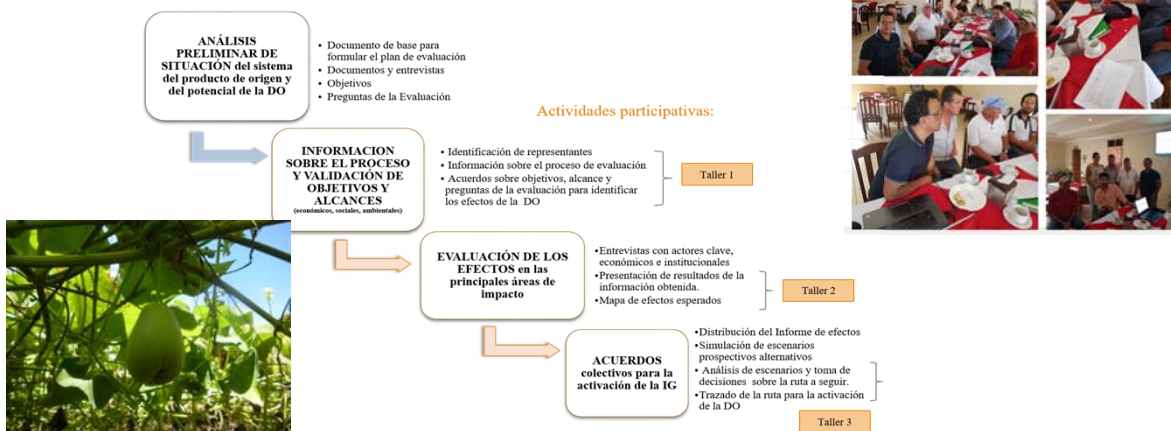 ANÁLISIS
PRELIMINAR DE
SITUACIÓN del sistema
del producto de origen y
del potencial de la DO
• Documento de base para
formular el plan de evaluación
• Documentos y entrevistas
• Objetivos
• Preguntas de la Evaluación
Actividades participativas:
INFORMACION
SOBRE EL PROCESO
Y VALIDACIÓN DE
OBJETIVOS Y
ALCANCES
(económicos, sociales, ambientales)
• Identificación de representantes
• Información sobre el proceso de evaluación
• Acuerdos sobre objetivos, alcance y
preguntas de la evaluación para identificar
los efectos de la DO
Taller 1
EVALUACIÓN DE LOS
EFECTOS en las
principales áreas de
impacto
• Entrevistas con actores clave,
económicos e institucionales
• Presentación de resultados de la
información obtenida.
• Mapa de efectos esperados
Taller 2
ACUERDOS
colectivos para la
activación de la IG
• Distribución del Informe de efectos
• Simulación de escenarios
prospectivos alternativos
• Análisis de escenarios y toma de
decisiones sobre la ruta a seguir.
• Trazado de la ruta para la activación
de la DO
Taller 3